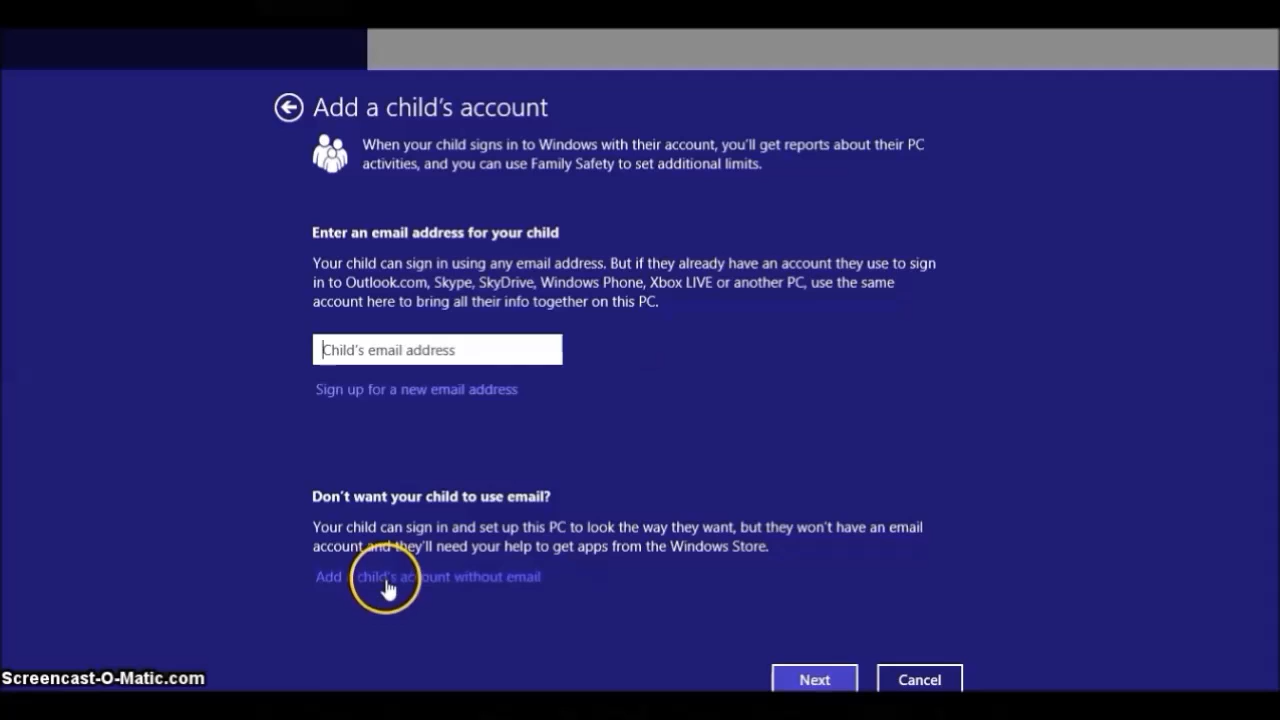 Add a child's account
When your child signs in to Windows with their account, you'll get reports about their PC
activities, and you can use Family Safety to set additional limits.
Enter an email address for your child
Your child can sign in using any email address. But if they already have an account they use to sign
in to Outlook.com, Skype, SkyDrive, Windows Phone, Xbox LIVE or another PC, use the same
account here to bring all their info together on this PC.
Child's email address
Sign up for a new email address
Don't want your child to use email?
Your child can sign in and set up this PC to look the way they want, but they won't have an email
account and they'll need your help to get apps from the Windows Store.
Add a child's account without email
Next Cancel
Screencast-O-Matic.com